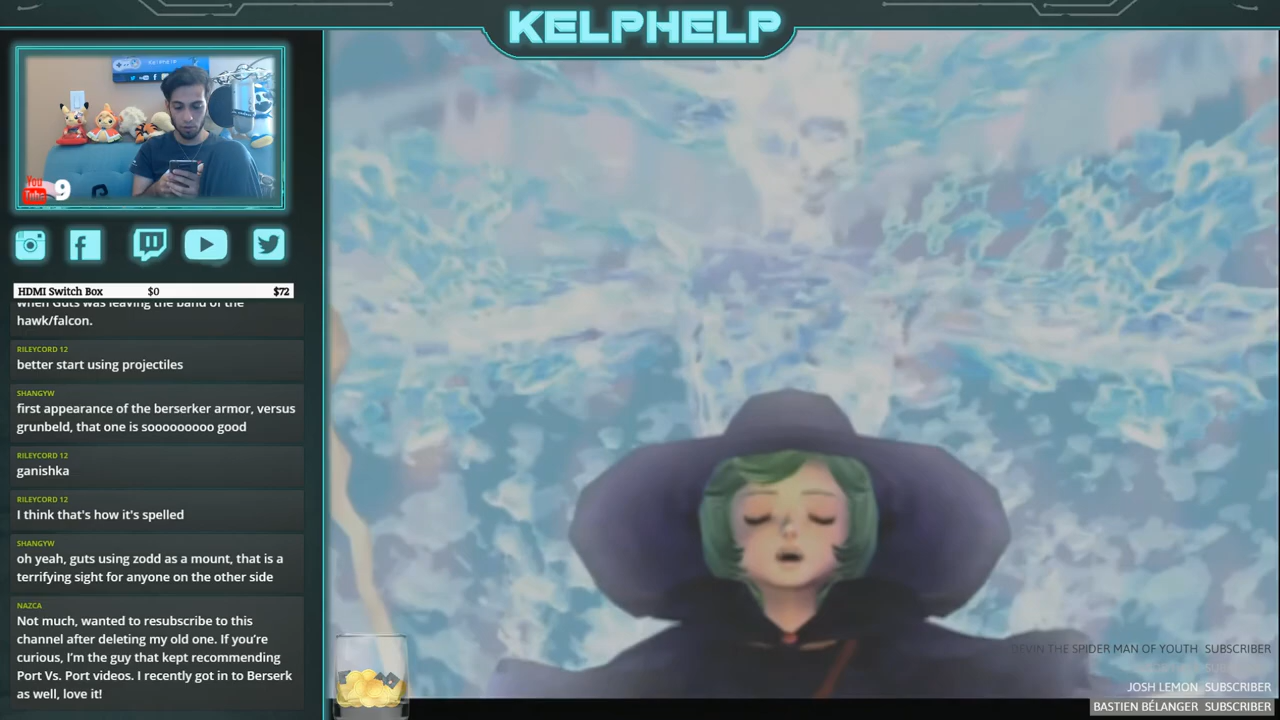 KELPHELP
You
Tube
9
HDMI Switch Box $0 $72
when Guts was leaving the band of the
hawk/falcon.
RILEYCORD 12
better start using projectiles
SHANGYW
first appearance of the berserker armor, versus
grunbeld, that one is sooooooooo good
RILEYCORD 12
ganishka
RILEYCORD 12
I think that's how it's spelled
SHANGYW
oh yeah, guts using zodd as a mount, that is a
terrifying sight for anyone on the other side
NAZCA
Not much, wanted to resubscribe to this
channel after deleting my old one. If you're
curious, I'm the guy that kept recommending
Port Vs. Port videos. I recently got in to Berserk
as well, love it!
DEVIN THE SPIDER MAN OF YOUTH SUBSCRIBER
JOSH LEMON SUBSCRIBER
BASTIEN BÉLANGER SUBSCRIBER